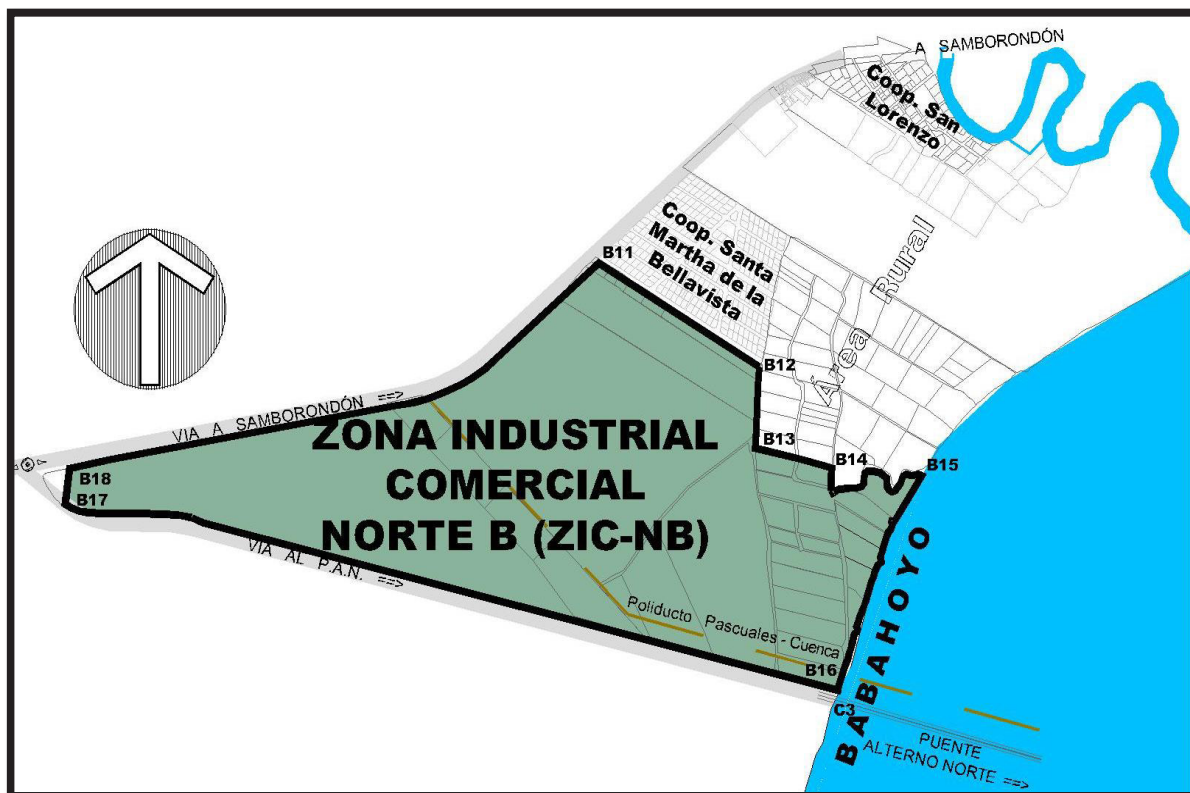 A SAMBORONDÓN
Coop. San
Lorenzo
Coop. Santa
Martha de la
Bellavista
Área Rural
B11
B12
B13
B14
B15
VIA A SAMBORONDÓN ==>
ZONA INDUSTRIAL
COMERCIAL
NORTE B (ZIC-NB)
B18
B17
VIA AL P.A.N. ==>
Poliducto Pascuales - Cuenca
B16
C3
BABAHOYO
PUENTE
ALTERNO NORTE ==>